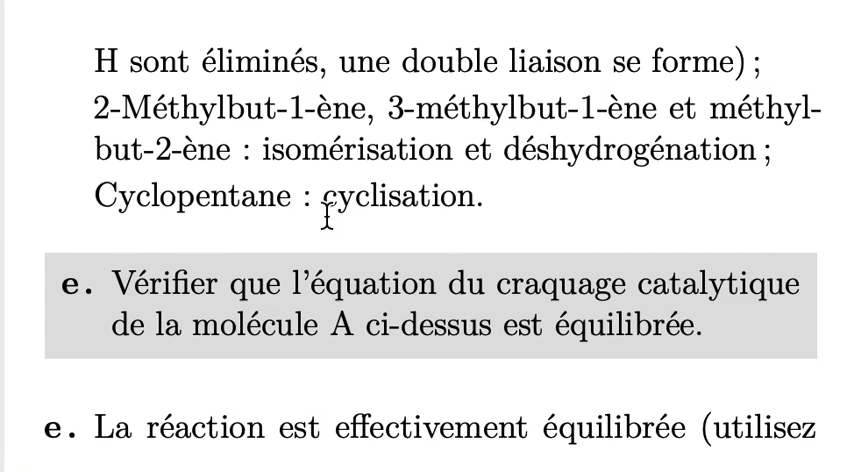 H sont éliminés, une double liaison se forme) ;
2-Méthylbut-1-ène, 3-méthylbut-1-ène et méthyl-
but-2-ène : isomérisation et déshydrogénation ;
Cyclopentane : cyclisation.
e. Vérifier que l'équation du craquage catalytique
de la molécule A ci-dessus est équilibrée.
e. La réaction est effectivement équilibrée (utilisez